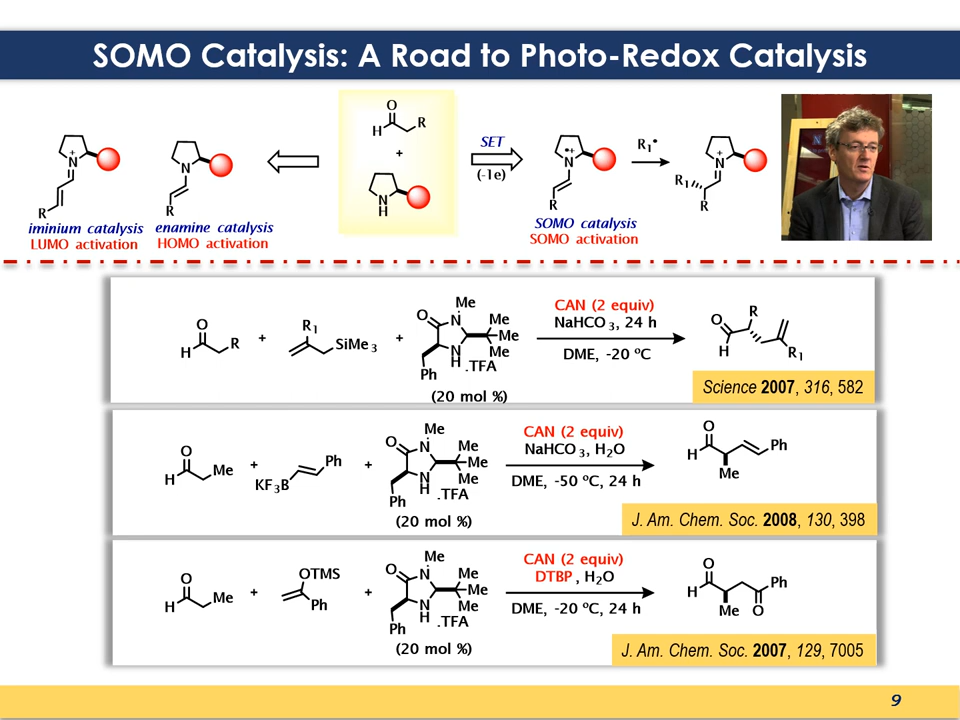 SOMO Catalysis: A Road to Photo-Redox Catalysis
O
H
R
+
N
H
N
+
R
iminium catalysis
LUMO activation
N
R
enamine catalysis
HOMO activation
SET
(-1e)
N
•+
R
SOMO catalysis
SOMO activation
R1•
N
+
R1
R
O
H
R
+
R1
SiMe3
+
O
Me
N
Me
Me
Me
N
H
.TFA
Ph
(20 mol %)
CAN (2 equiv)
NaHCO3, 24 h
DME, -20 ºC
O
R
H
R1
Science 2007, 316, 582
O
H
Me
+
KF3B
Ph
+
O
Me
N
Me
Me
Me
N
H
.TFA
Ph
(20 mol %)
CAN (2 equiv)
NaHCO3, H2O
DME, -50 ºC, 24 h
O
H
Ph
Me
J. Am. Chem. Soc. 2008, 130, 398
O
H
Me
+
OTMS
Ph
+
O
Me
N
Me
Me
Me
N
H
.TFA
Ph
(20 mol %)
CAN (2 equiv)
DTBP, H2O
DME, -20 ºC, 24 h
O
H
Ph
Me O
J. Am. Chem. Soc. 2007, 129, 7005
9